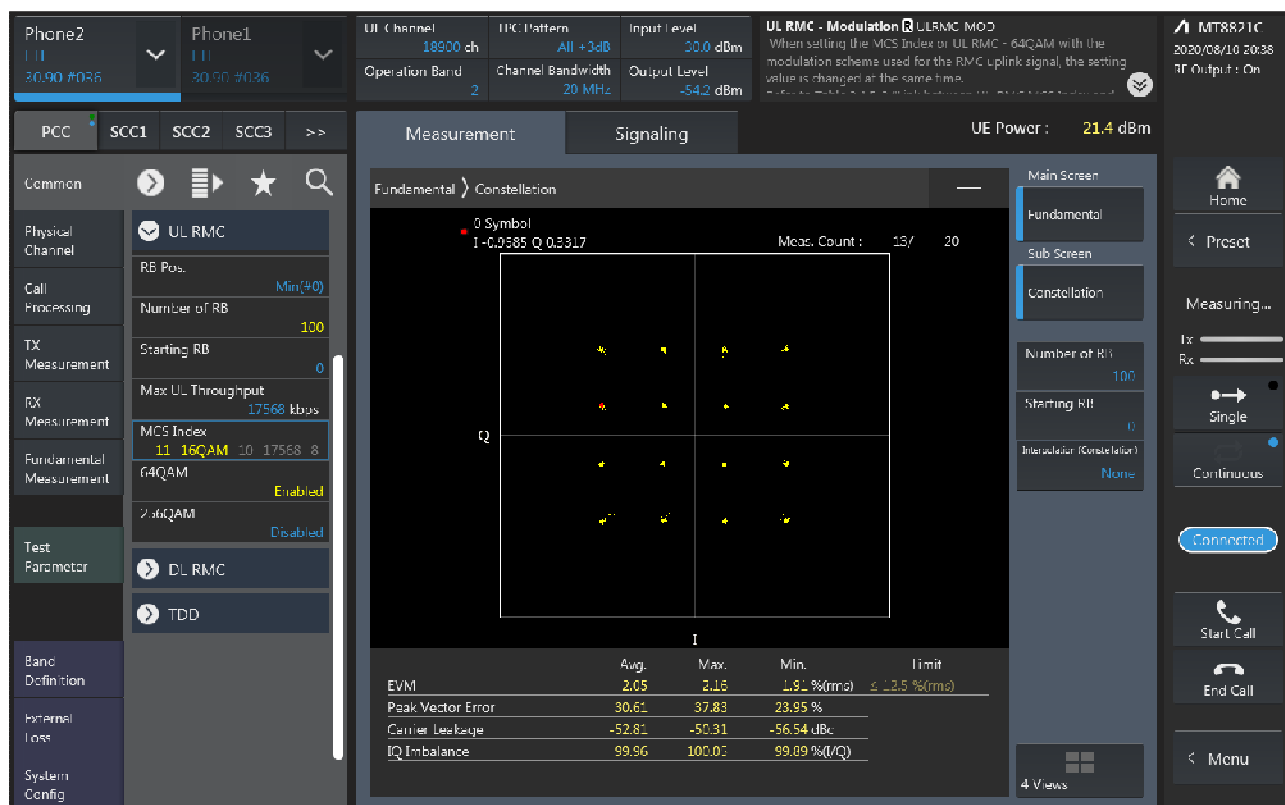 Phone2
30.90 #036
Phone1
30.90 #036
UL Channel
18900 ch
Operation Band
2
TPC Pattern
All +3dB
Channel Bandwidth
20 MHz
Input Level
30.0 dBm
Output Level
-54.2 dBm
UL RMC - Modulation ULRMC_MOD
When setting the MCS Index or UL RMC - 64QAM with the
modulation scheme used for the RMC uplink signal, the setting
value is changed at the same time.
MT8821C
2020/08/10 20:38
RF Output : On
PCC
SCC1
SCC2
SCC3
>>
Measurement
Signaling
UE Power : 21.4 dBm
Common
Physical
Channel
Call
Processing
TX
Measurement
RX
Measurement
Fundamental
Measurement
Test
Parameter
Band
Definition
External
Loss
System
Config
UL RMC
RB Pos.
Min(#0)
Number of RB
100
Starting RB
0
Max UL Throughput
17568 kbps
MCS Index
11 16QAM 10 17568 8
64QAM
Enabled
256QAM
Disabled
DL RMC
TDD
Fundamental
Constellation
0 Symbol
I -0.9585 Q 0.3317
Meas. Count : 13/ 20
Q
I
Avg. Max. Min. Limit
EVM 2.05 2.16 1.91 %(rms) ≤ 12.5 %(rms)
Peak Vector Error 30.61 37.83 23.95 %
Carrier Leakage -52.81 -50.31 -56.54 dBc
IQ Imbalance 99.96 100.05 99.89 %(I/Q)
Main Screen
Fundamental
Sub Screen
Constellation
Number of RB
100
Starting RB
0
Interpolation (Constellation)
None
4 Views
Home
< Preset
Measuring...
Tx
Rx
Single
Continuous
Connected
Start Call
End Call
< Menu